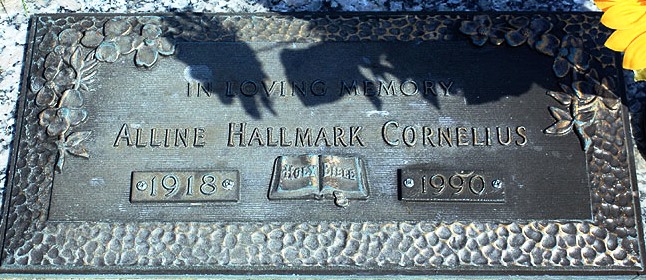 IN LOVING MEMORY
ALLINE HALLMARK CORNELIUS
1918 HOLY BIBLE 1990